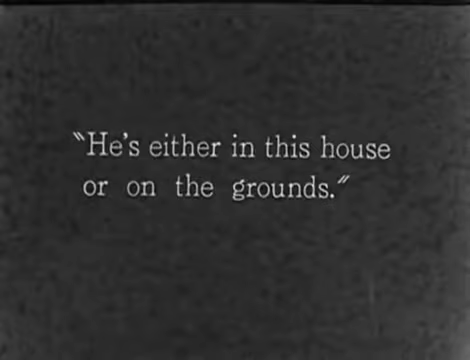 "He's either in this house
or on the grounds."